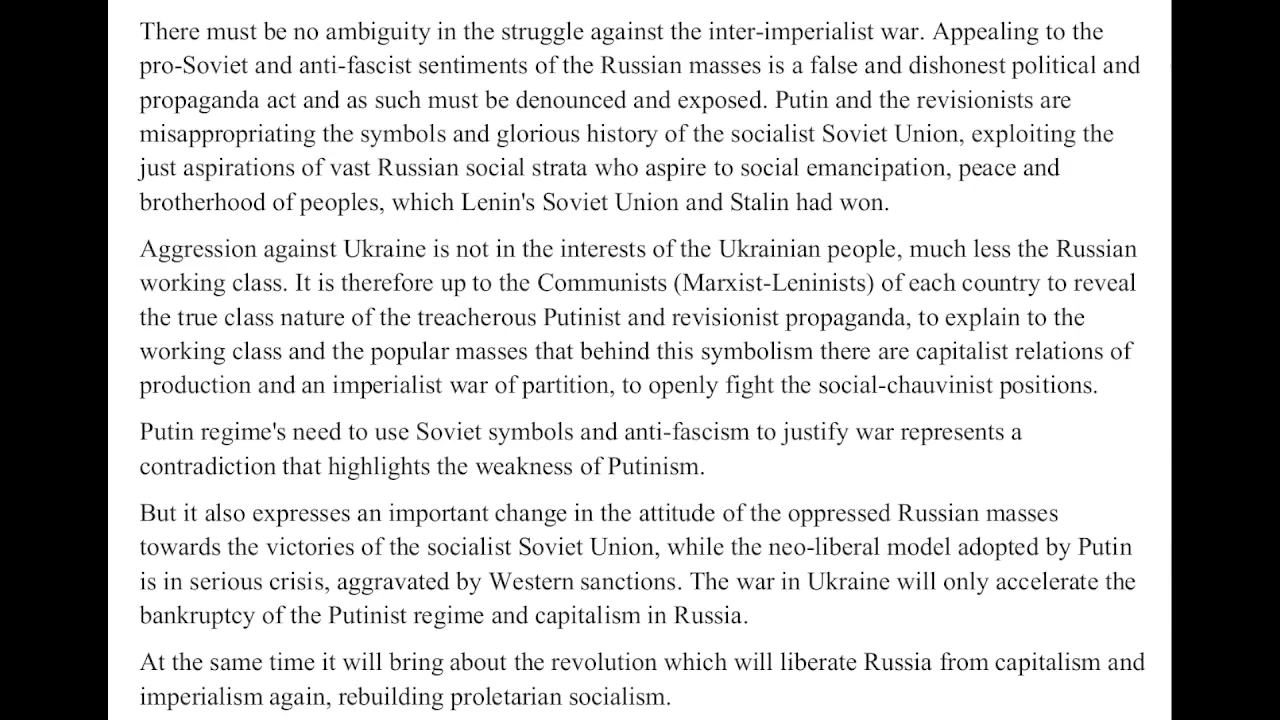 There must be no ambiguity in the struggle against the inter-imperialist war. Appealing to the
pro-Soviet and anti-fascist sentiments of the Russian masses is a false and dishonest political and
propaganda act and as such must be denounced and exposed. Putin and the revisionists are
misappropriating the symbols and glorious history of the socialist Soviet Union, exploiting the
just aspirations of vast Russian social strata who aspire to social emancipation, peace and
brotherhood of peoples, which Lenin's Soviet Union and Stalin had won.
Aggression against Ukraine is not in the interests of the Ukrainian people, much less the Russian
working class. It is therefore up to the Communists (Marxist-Leninists) of each country to reveal
the true class nature of the treacherous Putinist and revisionist propaganda, to explain to the
working class and the popular masses that behind this symbolism there are capitalist relations of
production and an imperialist war of partition, to openly fight the social-chauvinist positions.
Putin regime's need to use Soviet symbols and anti-fascism to justify war represents a
contradiction that highlights the weakness of Putinism.
But it also expresses an important change in the attitude of the oppressed Russian masses
towards the victories of the socialist Soviet Union, while the neo-liberal model adopted by Putin
is in serious crisis, aggravated by Western sanctions. The war in Ukraine will only accelerate the
bankruptcy of the Putinist regime and capitalism in Russia.
At the same time it will bring about the revolution which will liberate Russia from capitalism and
imperialism again, rebuilding proletarian socialism.